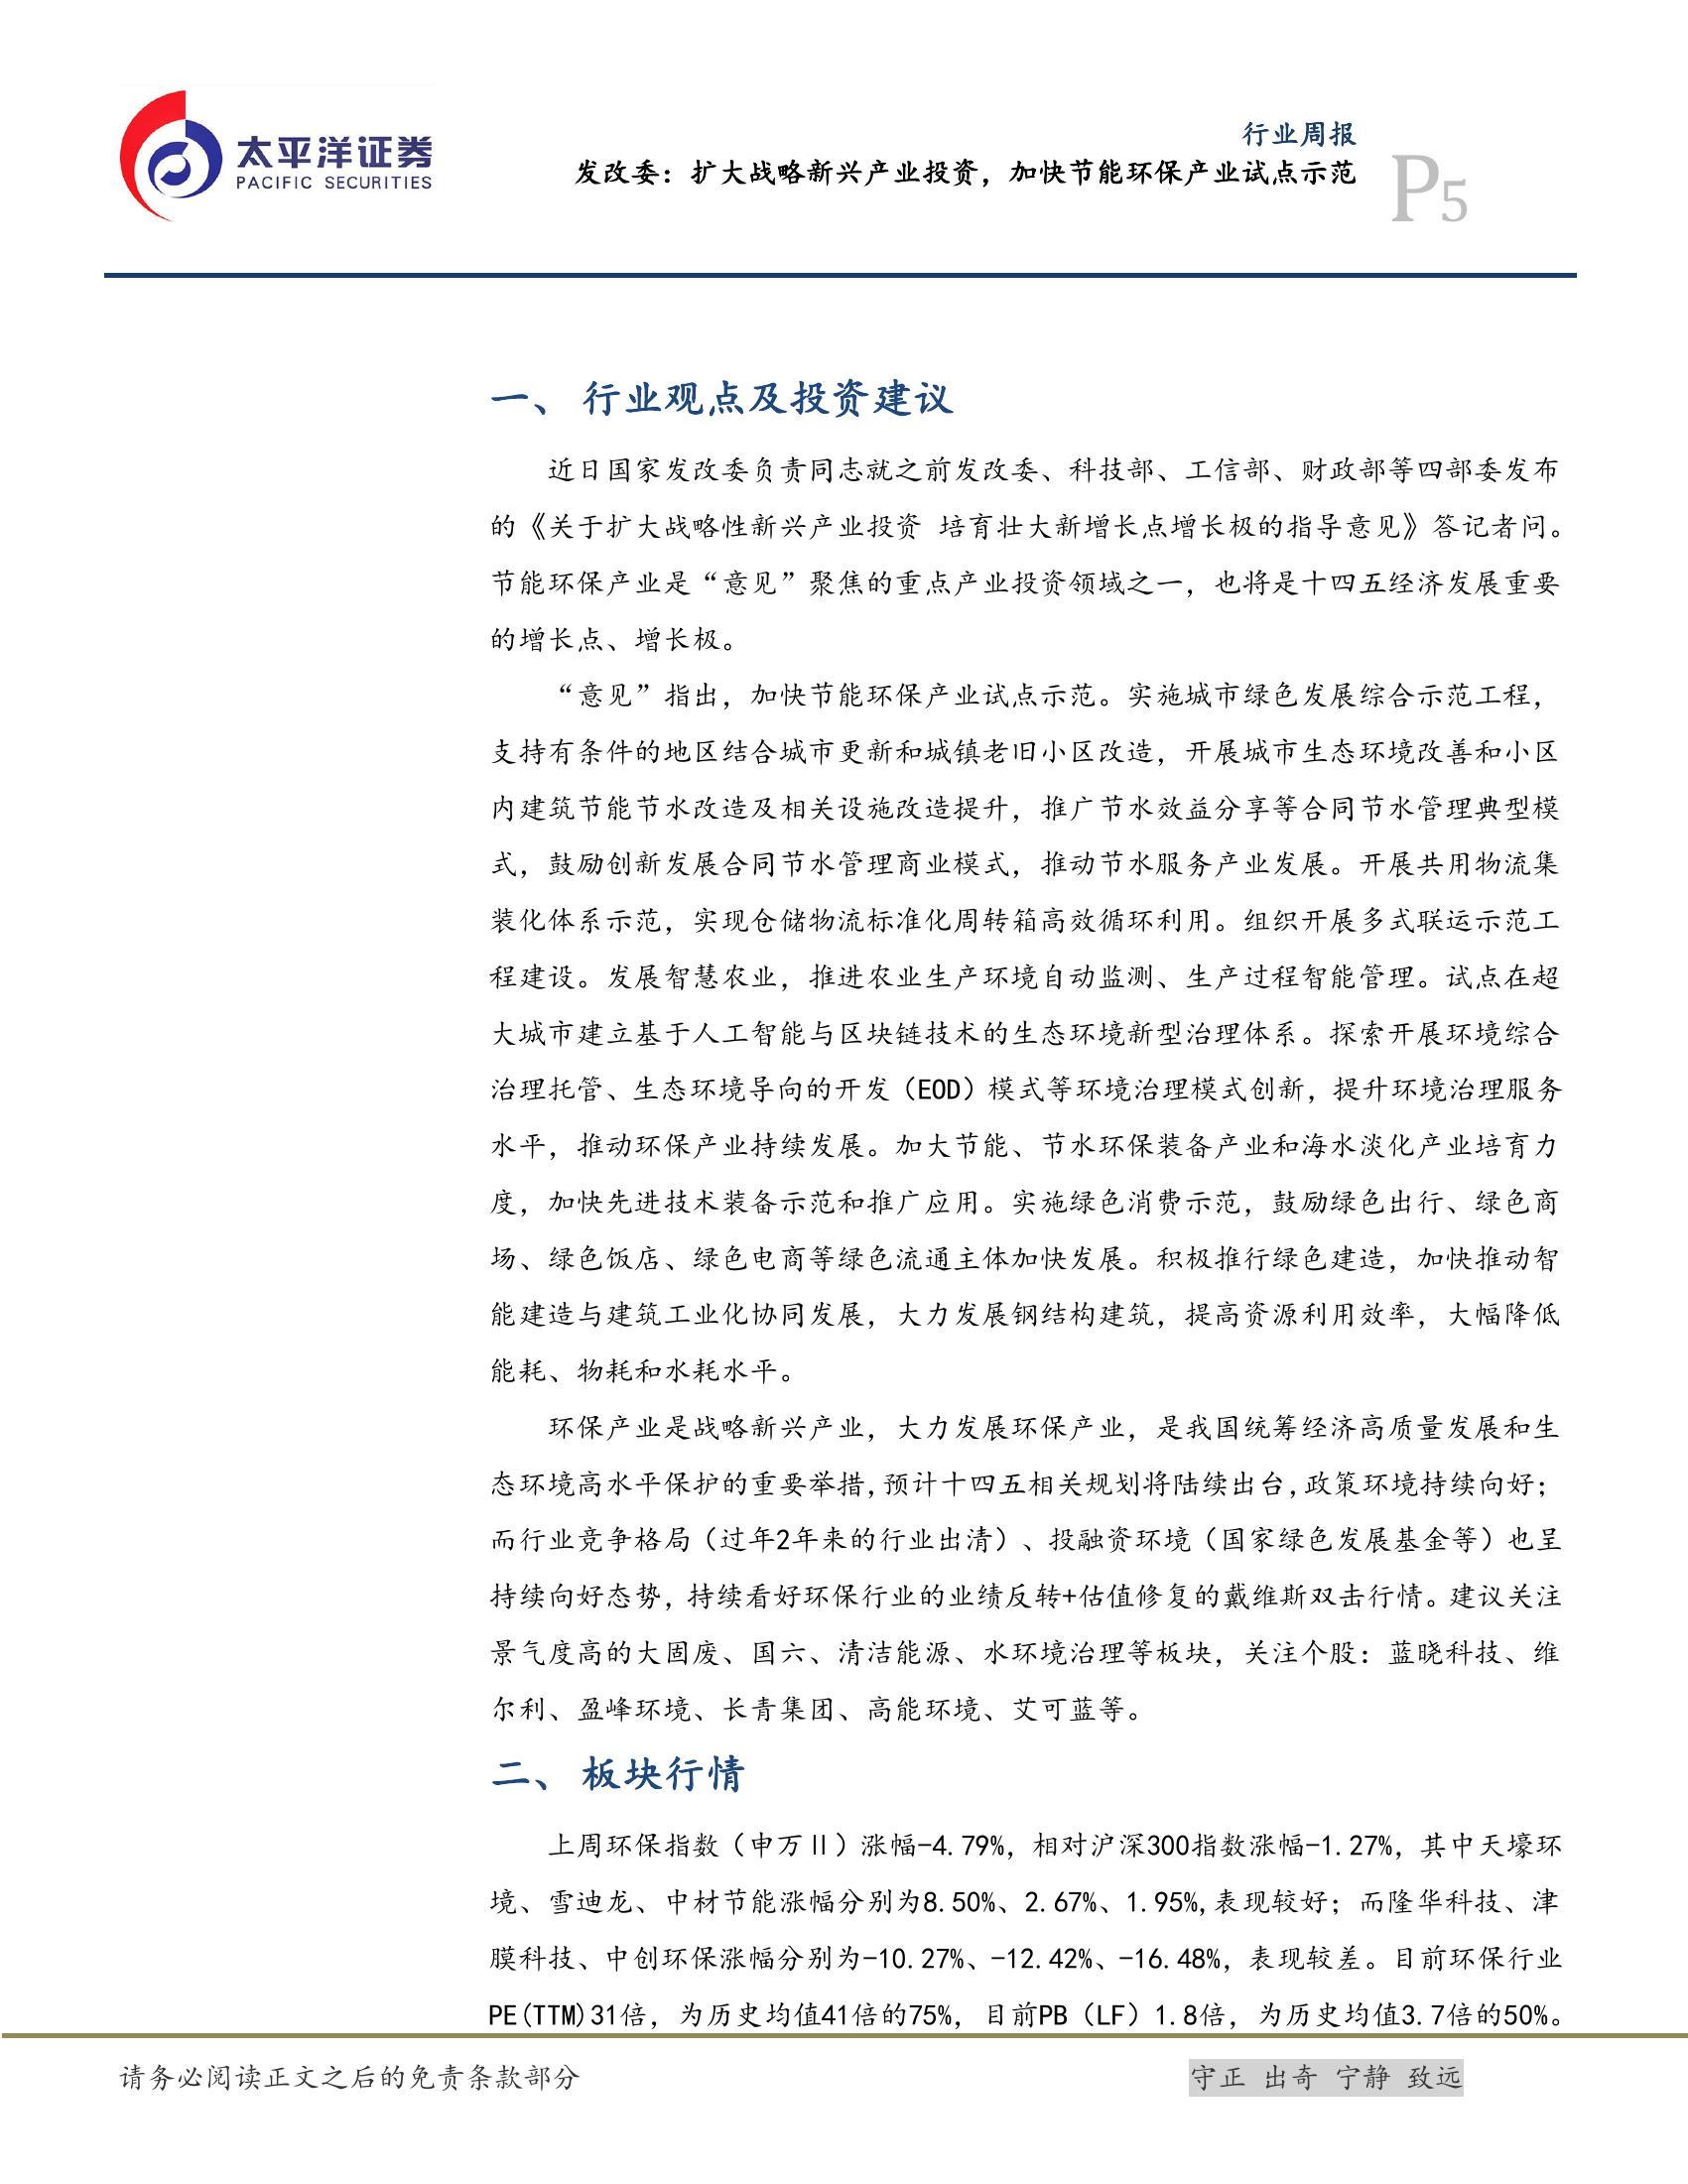 太平洋证券
PACIFIC SECURITIES
行业周报
发改委：扩大战略新兴产业投资，加快节能环保产业试点示范
P5
一、 行业观点及投资建议
近日国家发改委负责同志就之前发改委、科技部、工信部、财政部等四部委发布
的《关于扩大战略性新兴产业投资 培育壮大新增长点增长极的指导意见》答记者问。
节能环保产业是“意见”聚焦的重点产业投资领域之一，也将是十四五经济发展重要
的增长点、增长极。
“意见”指出，加快节能环保产业试点示范。实施城市绿色发展综合示范工程，
支持有条件的地区结合城市更新和城镇老旧小区改造，开展城市生态环境改善和小区
内建筑节能节水改造及相关设施改造提升，推广节水效益分享等合同节水管理典型模
式，鼓励创新发展合同节水管理商业模式，推动节水服务产业发展。开展共用物流集
装化体系示范，实现仓储物流标准化周转箱高效循环利用。组织开展多式联运示范工
程建设。发展智慧农业，推进农业生产环境自动监测、生产过程智能管理。试点在超
大城市建立基于人工智能与区块链技术的生态环境新型治理体系。探索开展环境综合
治理托管、生态环境导向的开发（EOD）模式等环境治理模式创新，提升环境治理服务
水平，推动环保产业持续发展。加大节能、节水环保装备产业和海水淡化产业培育力
度，加快先进技术装备示范和推广应用。实施绿色消费示范，鼓励绿色出行、绿色商
场、绿色饭店、绿色电商等绿色流通主体加快发展。积极推行绿色建造，加快推动智
能建造与建筑工业化协同发展，大力发展钢结构建筑，提高资源利用效率，大幅降低
能耗、物耗和水耗水平。
环保产业是战略新兴产业，大力发展环保产业，是我国统筹经济高质量发展和生
态环境高水平保护的重要举措,预计十四五相关规划将陆续出台,政策环境持续向好；
而行业竞争格局（过年2年来的行业出清）、投融资环境（国家绿色发展基金等）也呈
持续向好态势，持续看好环保行业的业绩反转+估值修复的戴维斯双击行情。建议关注
景气度高的大固废、国六、清洁能源、水环境治理等板块，关注个股：蓝晓科技、维
尔利、盈峰环境、长青集团、高能环境、艾可蓝等。
二、 板块行情
上周环保指数（申万Ⅱ）涨幅-4.79%，相对沪深300指数涨幅-1.27%，其中天壕环
境、雪迪龙、中材节能涨幅分别为8.50%、2.67%、1.95%,表现较好；而隆华科技、津
膜科技、中创环保涨幅分别为-10.27%、-12.42%、-16.48%，表现较差。目前环保行业
PE(TTM)31倍，为历史均值41倍的75%，目前PB（LF）1.8倍，为历史均值3.7倍的50%。
请务必阅读正文之后的免责条款部分
守正 出奇 宁静 致远